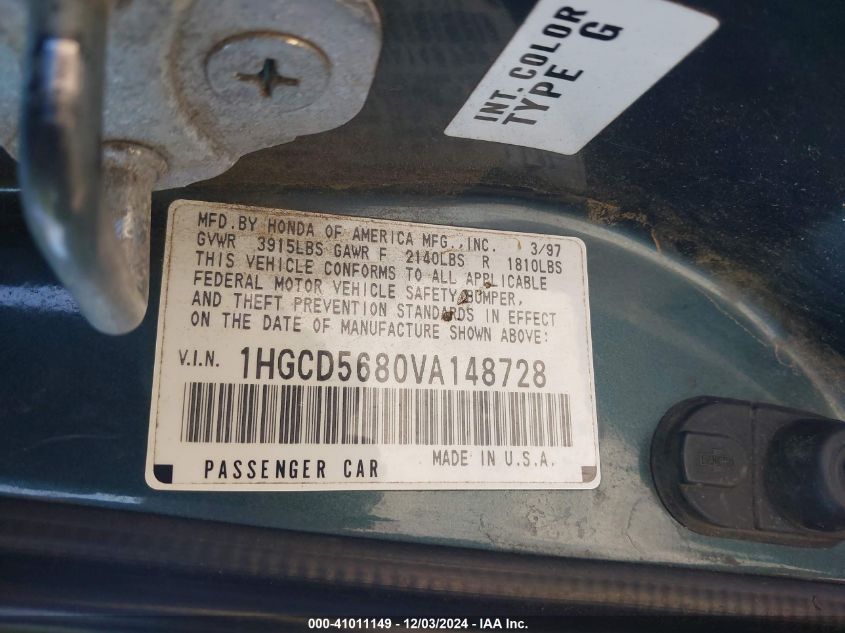 INT. COLOR
TYPE G
MFD. BY HONDA OF AMERICA MFG., INC. 3/97
GVWR 3915LBS GAWR F 2140LBS R 1810LBS
THIS VEHICLE CONFORMS TO ALL APPLICABLE
FEDERAL MOTOR VEHICLE SAFETY, BUMPER,
AND THEFT PREVENTION STANDARDS IN EFFECT
ON THE DATE OF MANUFACTURE SHOWN ABOVE:
V.I.N. 1HGCD5680VA148728
PASSENGER CAR MADE IN U.S.A.
000-41011149 - 12/03/2024 - IAA Inc.